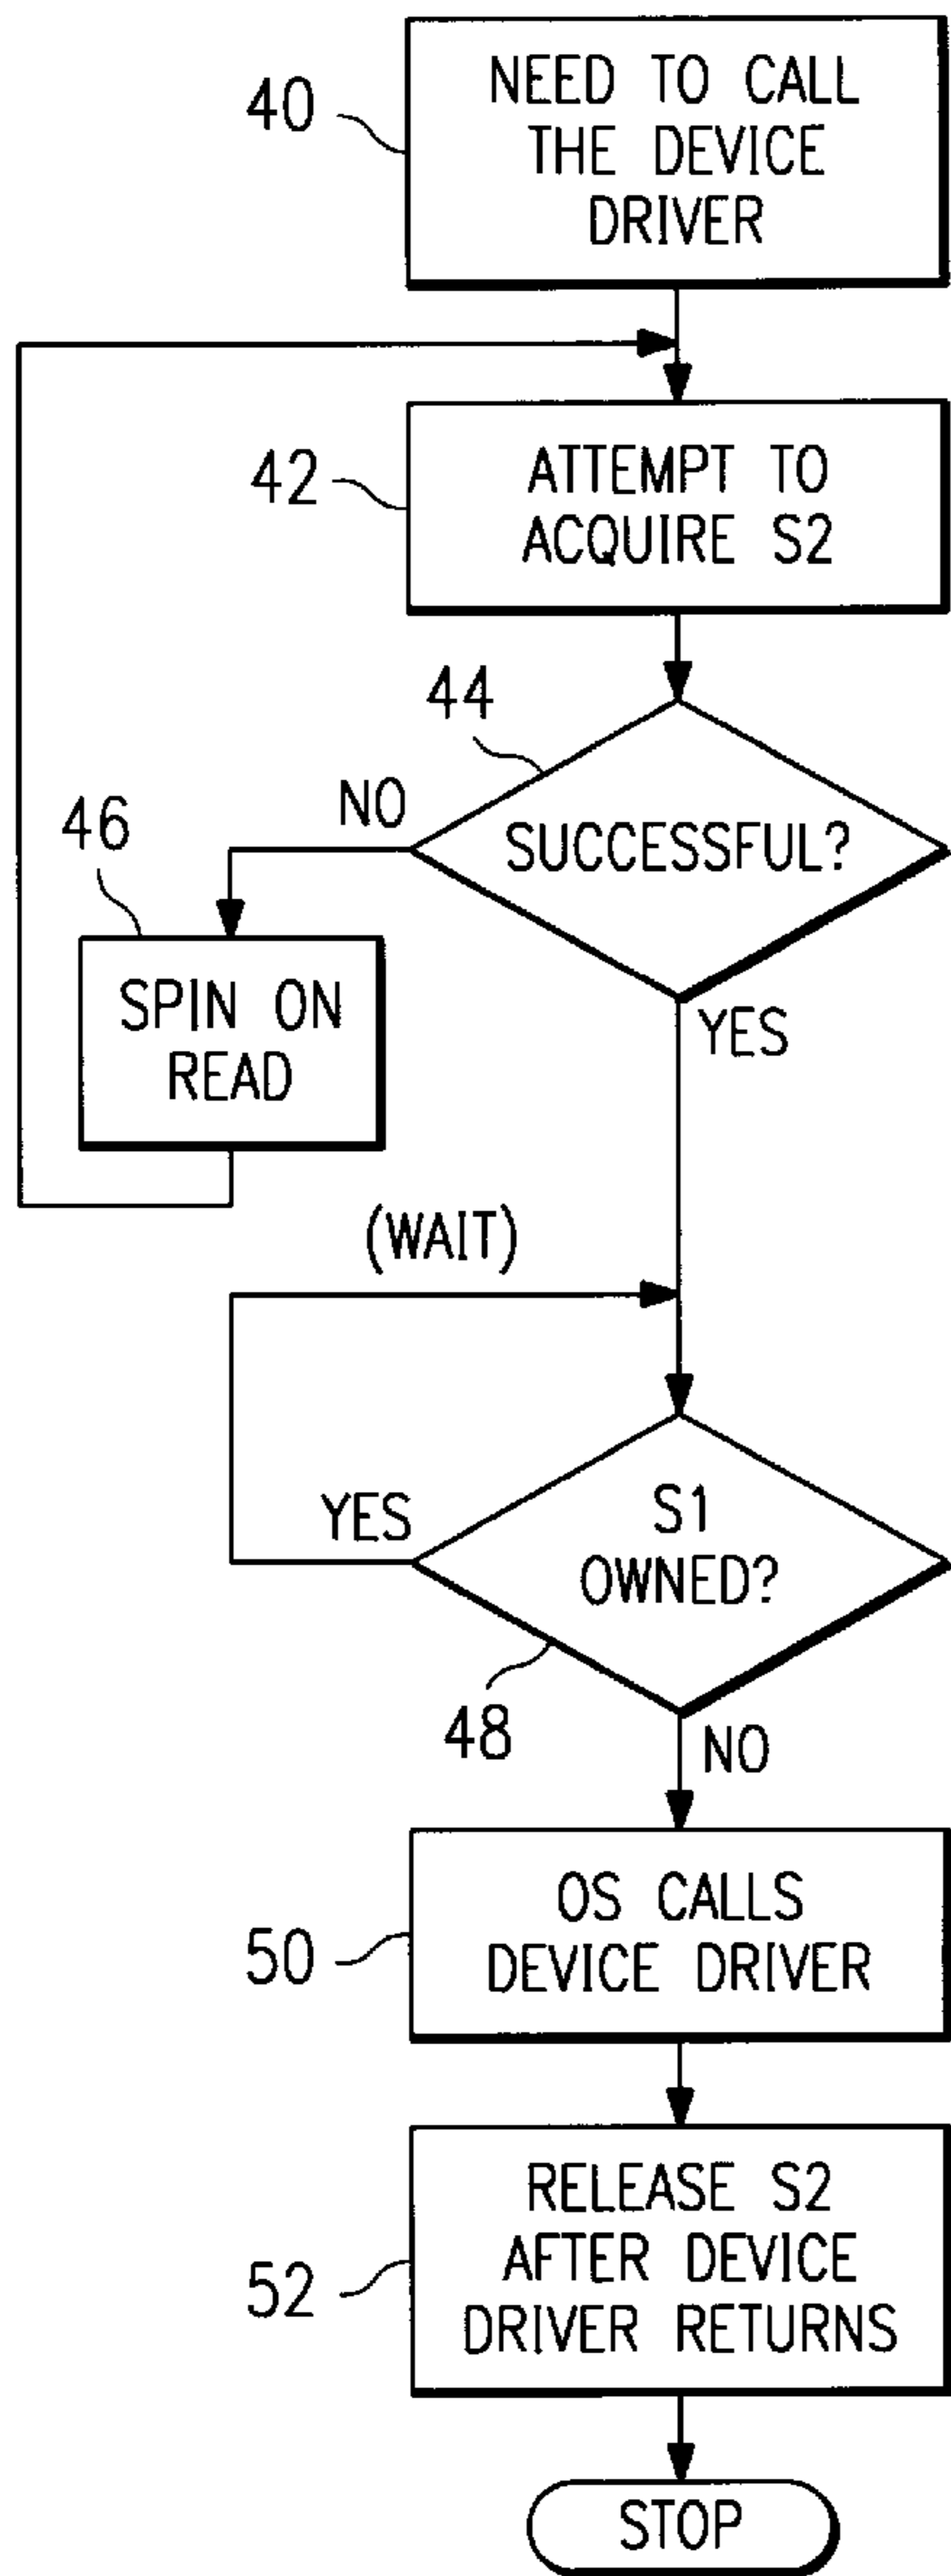 40
NEED TO CALL
THE DEVICE
DRIVER
42
ATTEMPT TO
ACQUIRE S2
44
NO
SUCCESSFUL?
46
YES
SPIN ON
READ
(WAIT)
YES
S1
OWNED?
48
NO
50
OS CALLS
DEVICE DRIVER
52
RELEASE S2
AFTER DEVICE
DRIVER RETURNS
STOP